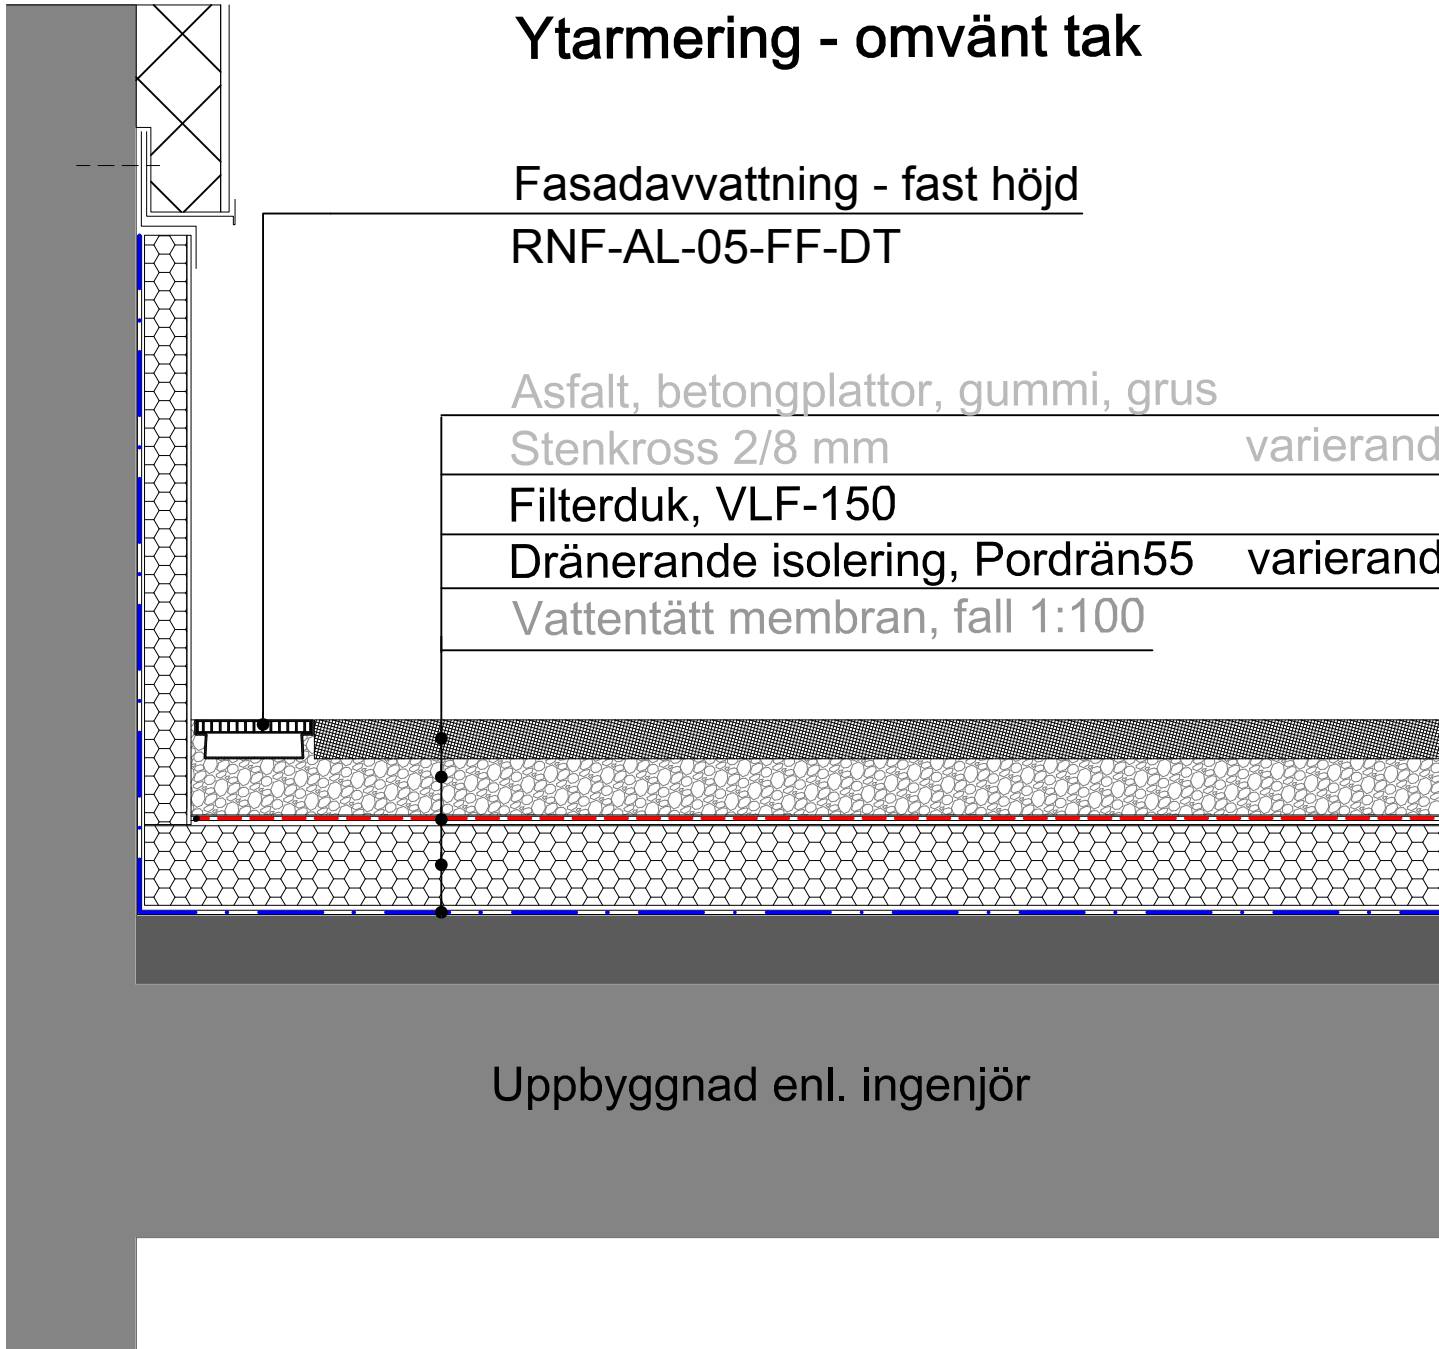 Ytarmering - omvänt tak
Fasadavvattning - fast höjd
RNF-AL-05-FF-DT
Asfalt, betongplattor, gummi, grus
Stenkross 2/8 mm varierand
Filterduk, VLF-150
Dränerande isolering, Pordrän55 varierand
Vattentätt membran, fall 1:100
Uppbyggnad enl. ingenjör